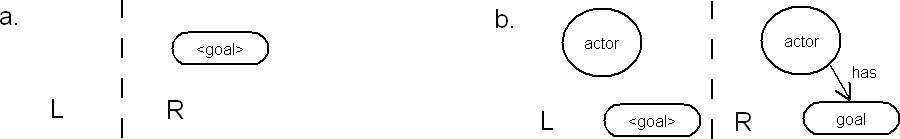 a.
<goal>
L
R
b.
actor
<goal>
L
actor
has
goal
R